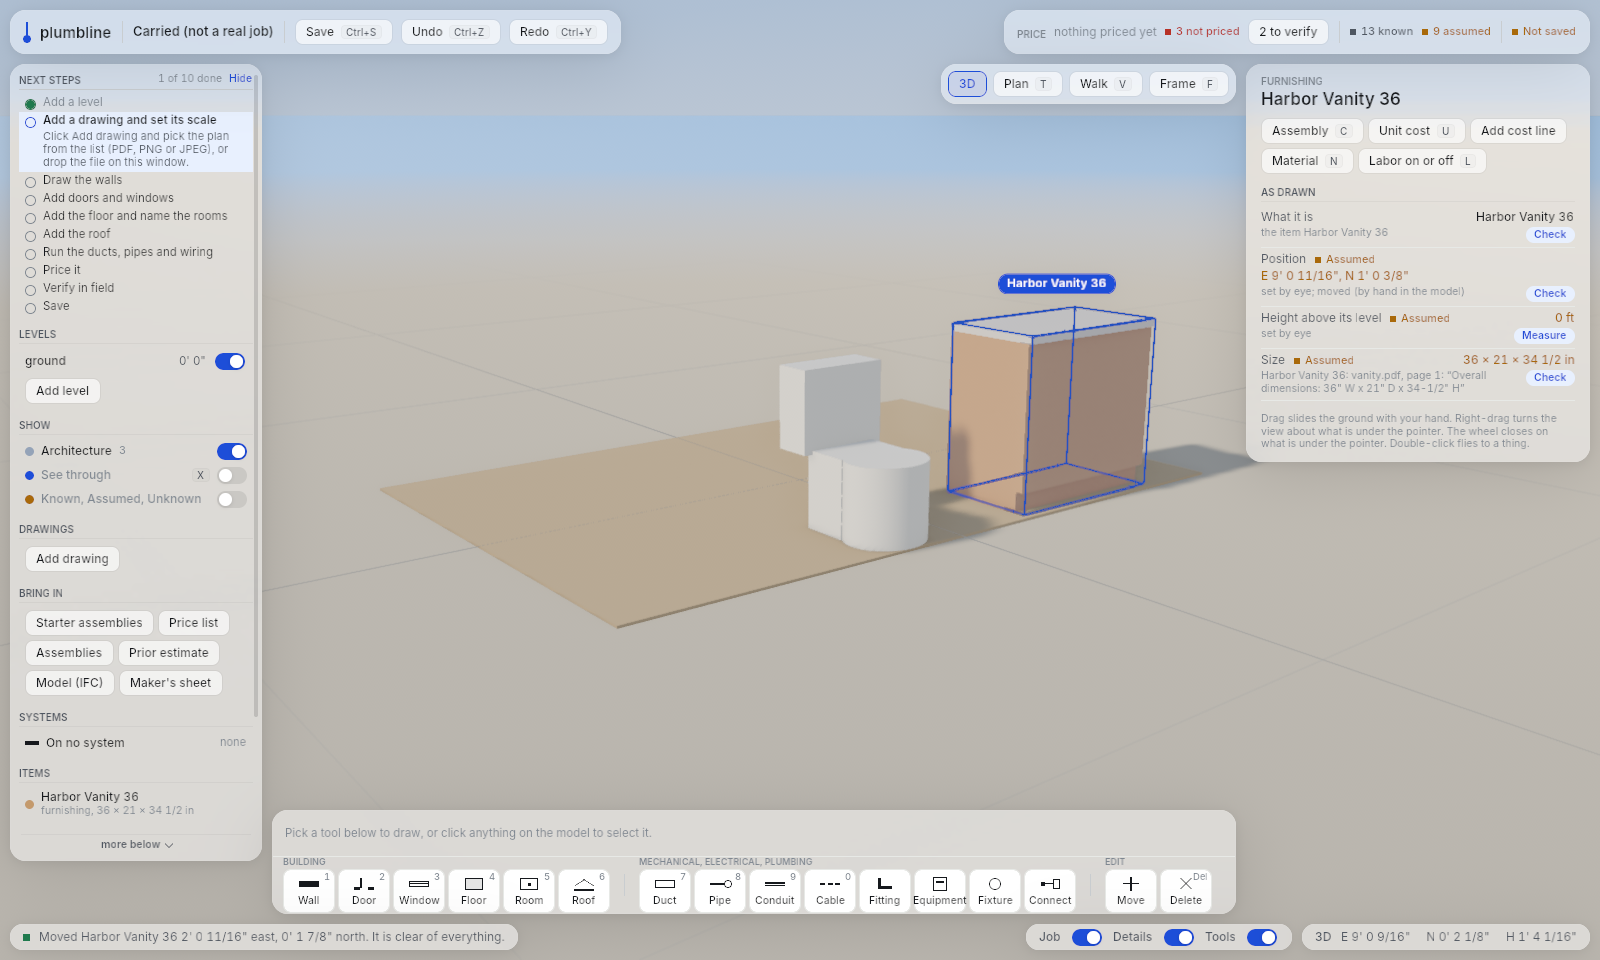 plumbline
Carried (not a real job)
Save Ctrl+S
Undo Ctrl+Z
Redo Ctrl+Y
PRICE nothing priced yet
3 not priced
2 to verify
13 known
9 assumed
Not saved
NEXT STEPS 1 of 10 done Hide
Add a level
Add a drawing and set its scale
Click Add drawing and pick the plan
from the list (PDF, PNG or JPEG), or
drop the file on this window.
Draw the walls
Add doors and windows
Add the floor and name the rooms
Add the roof
Run the ducts, pipes and wiring
Price it
Verify in field
Save
LEVELS
ground 0' 0"
Add level
SHOW
Architecture 3
See through X
Known, Assumed, Unknown
DRAWINGS
Add drawing
BRING IN
Starter assemblies Price list
Assemblies Prior estimate
Model (IFC) Maker's sheet
SYSTEMS
On no system none
ITEMS
Harbor Vanity 36
furnishing, 36 × 21 × 34 1/2 in
more below
3D
Plan T
Walk V
Frame F
Harbor Vanity 36
FURNISHING
Harbor Vanity 36
Assembly C Unit cost U Add cost line
Material N Labor on or off L
AS DRAWN
What it is Harbor Vanity 36
the item Harbor Vanity 36 Check
Position Assumed
E 9' 0 11/16", N 1' 0 3/8"
set by eye; moved (by hand in the model) Check
Height above its level Assumed 0 ft
set by eye Measure
Size Assumed 36 × 21 × 34 1/2 in
Harbor Vanity 36: vanity.pdf, page 1: "Overall Check
dimensions: 36" W x 21" D x 34-1/2" H"
Drag slides the ground with your hand. Right-drag turns the
view about what is under the pointer. The wheel closes on
what is under the pointer. Double-click flies to a thing.
Pick a tool below to draw, or click anything on the model to select it.
BUILDING
Wall 1
Door 2
Window 3
Floor 4
Room 5
Roof 6
MECHANICAL, ELECTRICAL, PLUMBING
Duct 7
Pipe 8
Conduit 9
Cable 0
Fitting
Equipment
Fixture
Connect
EDIT
Move
Delete Del
Moved Harbor Vanity 36 2' 0 11/16" east, 0' 1 7/8" north. It is clear of everything.
Job
Details
Tools
3D E 9' 0 9/16" N 0' 2 1/8" H 1' 4 1/16"